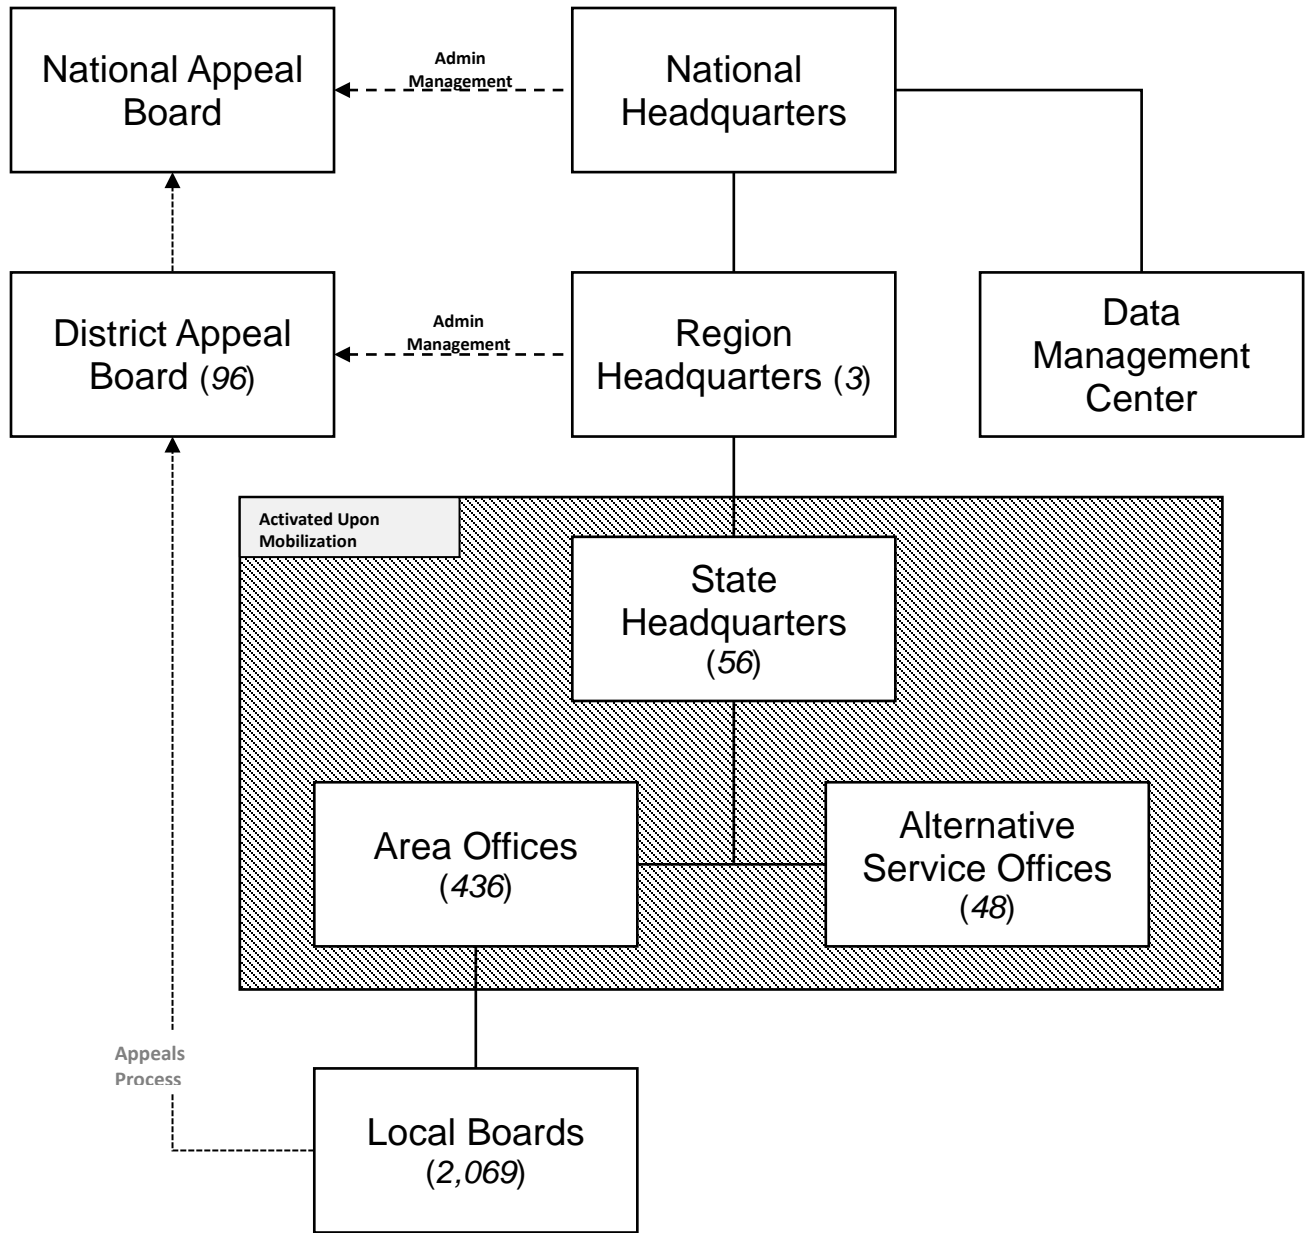 National Appeal
Board
Admin
Management
National
Headquarters
District Appeal
Board (96)
Admin
Management
Region
Headquarters (3)
Data
Management
Center
Activated Upon
Mobilization
State
Headquarters
(56)
Area Offices
(436)
Alternative
Service Offices
(48)
Appeals
Process
Local Boards
(2,069)